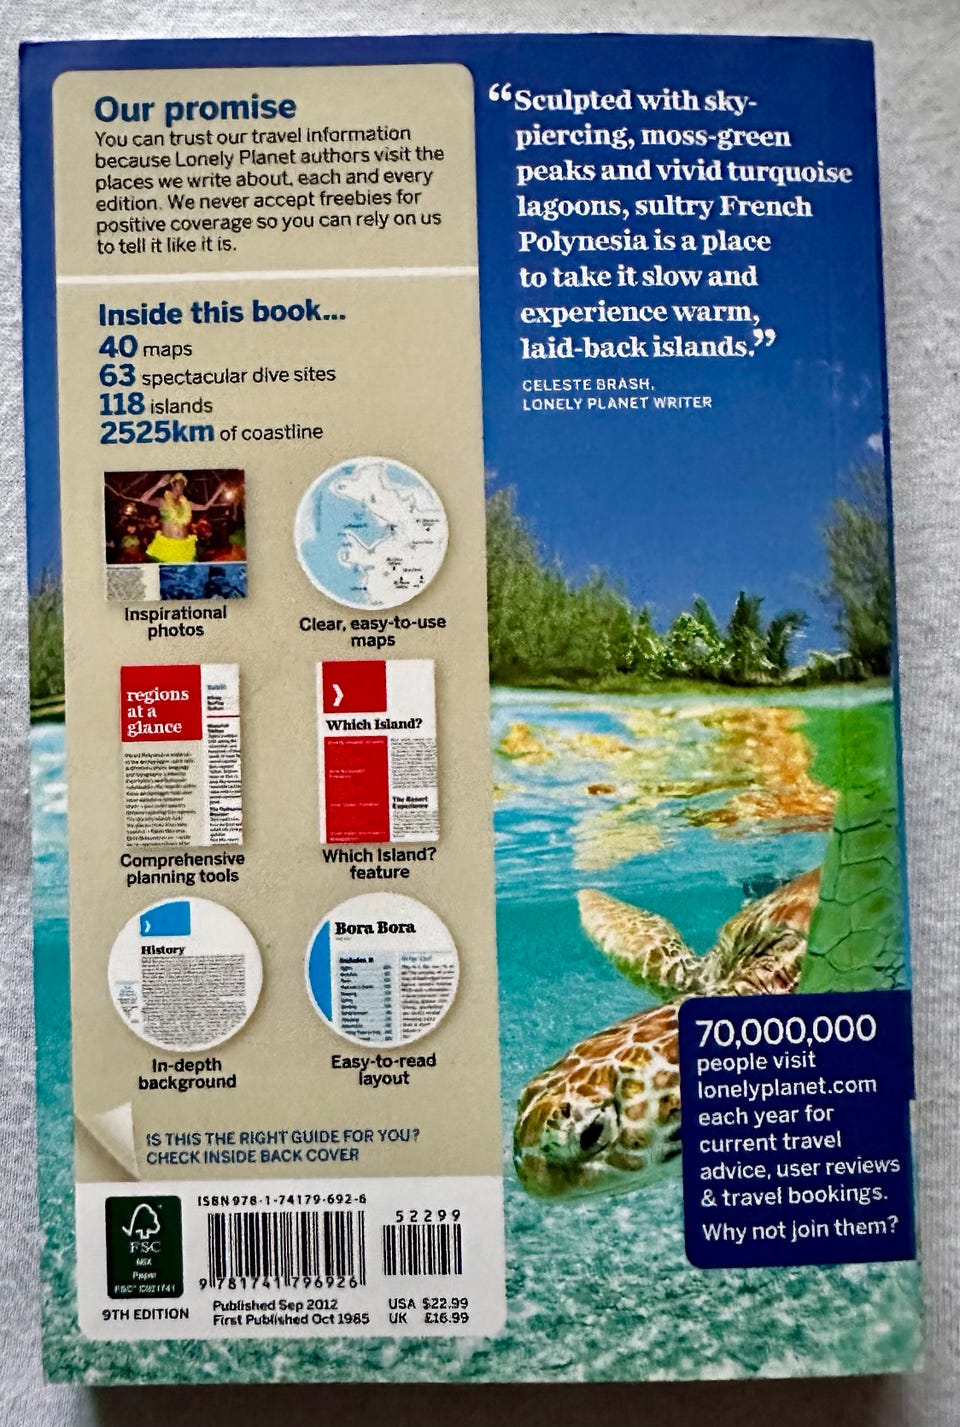 Our promise
You can trust our travel information
because Lonely Planet authors visit the
places we write about, each and every
edition. We never accept freebies for
positive coverage so you can rely on us
to tell it like it is.
Inside this book...
40 maps
63 spectacular dive sites
118 islands
2525km of coastline
Inspirational
photos
Clear, easy-to-use
maps
regions
at a
glance
Comprehensive
planning tools
Which Island?
The Resort
Experience
Which Island?
feature
History
In-depth
background
Bora Bora
Easy-to-read
layout
IS THIS THE RIGHT GUIDE FOR YOU?
CHECK INSIDE BACK COVER
FSC
MIX
Paper
9TH EDITION
ISBN 978-1-74179-692-6
52299
9 781741 796926
Published Sep 2012
First Published Oct 1985
USA $22.99
UK £16.99
“Sculpted with sky-
piercing, moss-green
peaks and vivid turquoise
lagoons, sultry French
Polynesia is a place
to take it slow and
experience warm,
laid-back islands.”
CELESTE BRASH,
LONELY PLANET WRITER
70,000,000
people visit
lonelyplanet.com
each year for
current travel
advice, user reviews
& travel bookings.
Why not join them?